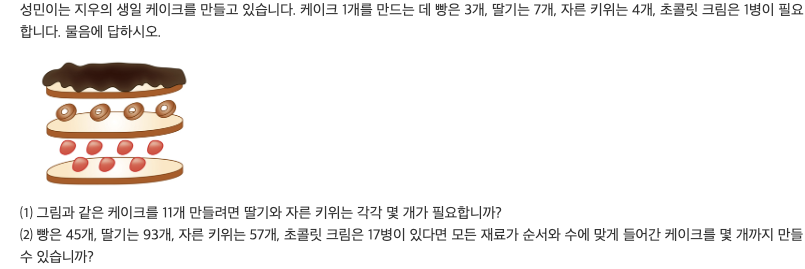 성민이는 지우의 생일 케이크를 만들고 있습니다. 케이크 1개를 만드는 데 빵은 3개, 딸기는 7개, 자른 키위는 4개, 초콜릿 크림은 1병이 필요
합니다. 물음에 답하시오.
(1) 그림과 같은 케이크를 11개 만들려면 딸기와 자른 키위는 각각 몇 개가 필요합니까?
(2) 빵은 45개, 딸기는 93개, 자른 키위는 57개, 초콜릿 크림은 17병이 있다면 모든 재료가 순서와 수에 맞게 들어간 케이크를 몇 개까지 만들
수 있습니까?